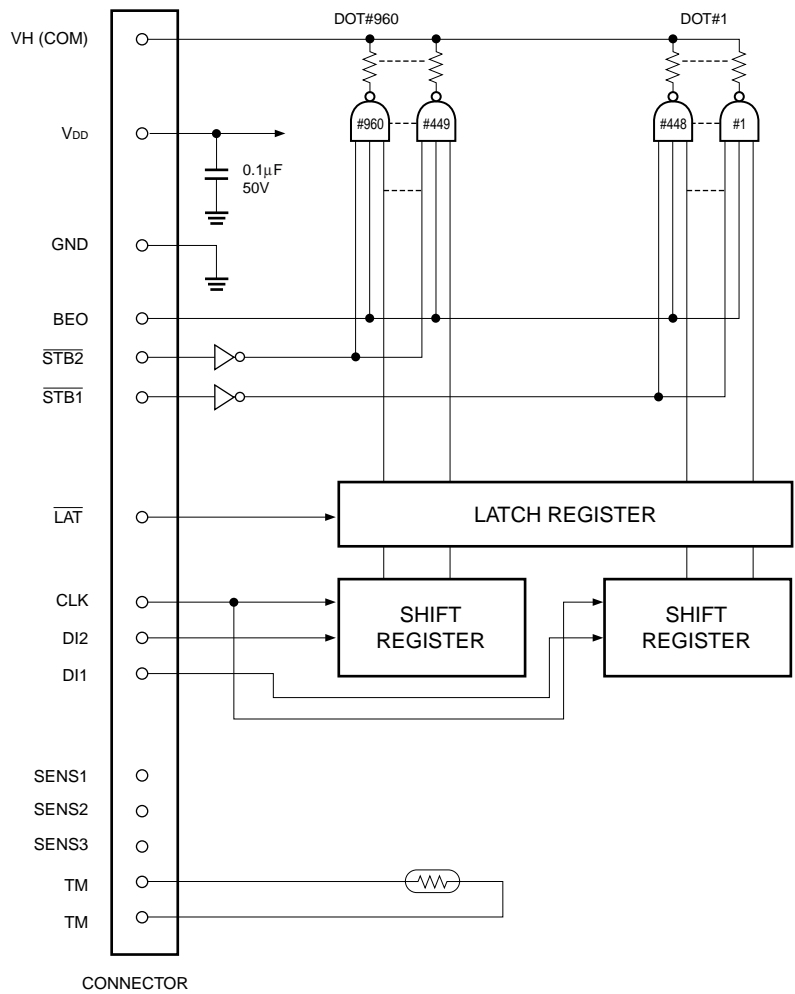 DOT#960 DOT#1
VH (COM)
#960 #449 #448 #1
VDD
0.1µF
50V
GND
BEO
STB2
STB1
LAT
LATCH REGISTER
CLK
SHIFT
REGISTER
SHIFT
REGISTER
DI2
DI1
SENS1
SENS2
SENS3
TM
TM
CONNECTOR